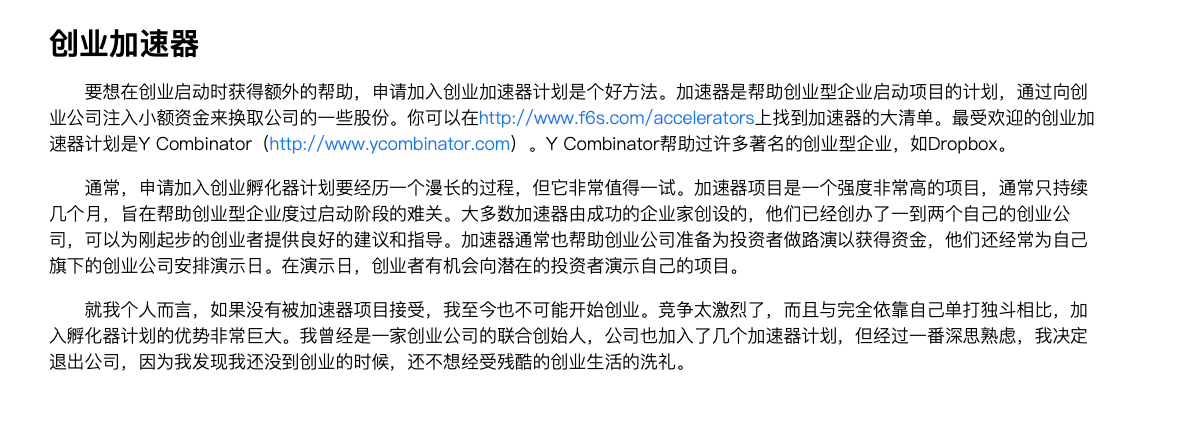 创业加速器
要想在创业启动时获得额外的帮助，申请加入创业加速器计划是个好方法。加速器是帮助创业型企业启动项目的计划，通过向创
业公司注入小额资金来换取公司的一些股份。你可以在http://www.f6s.com/accelerators上找到加速器的大清单。最受欢迎的创业加
速器计划是Y Combinator（http://www.ycombinator.com）。Y Combinator帮助过许多著名的创业型企业，如Dropbox。
通常，申请加入创业孵化器计划要经历一个漫长的过程，但它非常值得一试。加速器项目是一个强度非常高的项目，通常只持续
几个月，旨在帮助创业型企业度过启动阶段的难关。大多数加速器由成功的企业家创设的，他们已经创办了一到两个自己的创业公
司，可以为刚起步的创业者提供良好的建议和指导。加速器通常也帮助创业公司准备为投资者做路演以获得资金，他们还经常为自己
旗下的创业公司安排演示日。在演示日，创业者有机会向潜在的投资者演示自己的项目。
就我个人而言，如果没有被加速器项目接受，我至今也不可能开始创业。竞争太激烈了，而且与完全依靠自己单打独斗相比，加
入孵化器计划的优势非常巨大。我曾经是一家创业公司的联合创始人，公司也加入了几个加速器计划，但经过一番深思熟虑，我决定
退出公司，因为我发现我还没到创业的时候，还不想经受残酷的创业生活的洗礼。